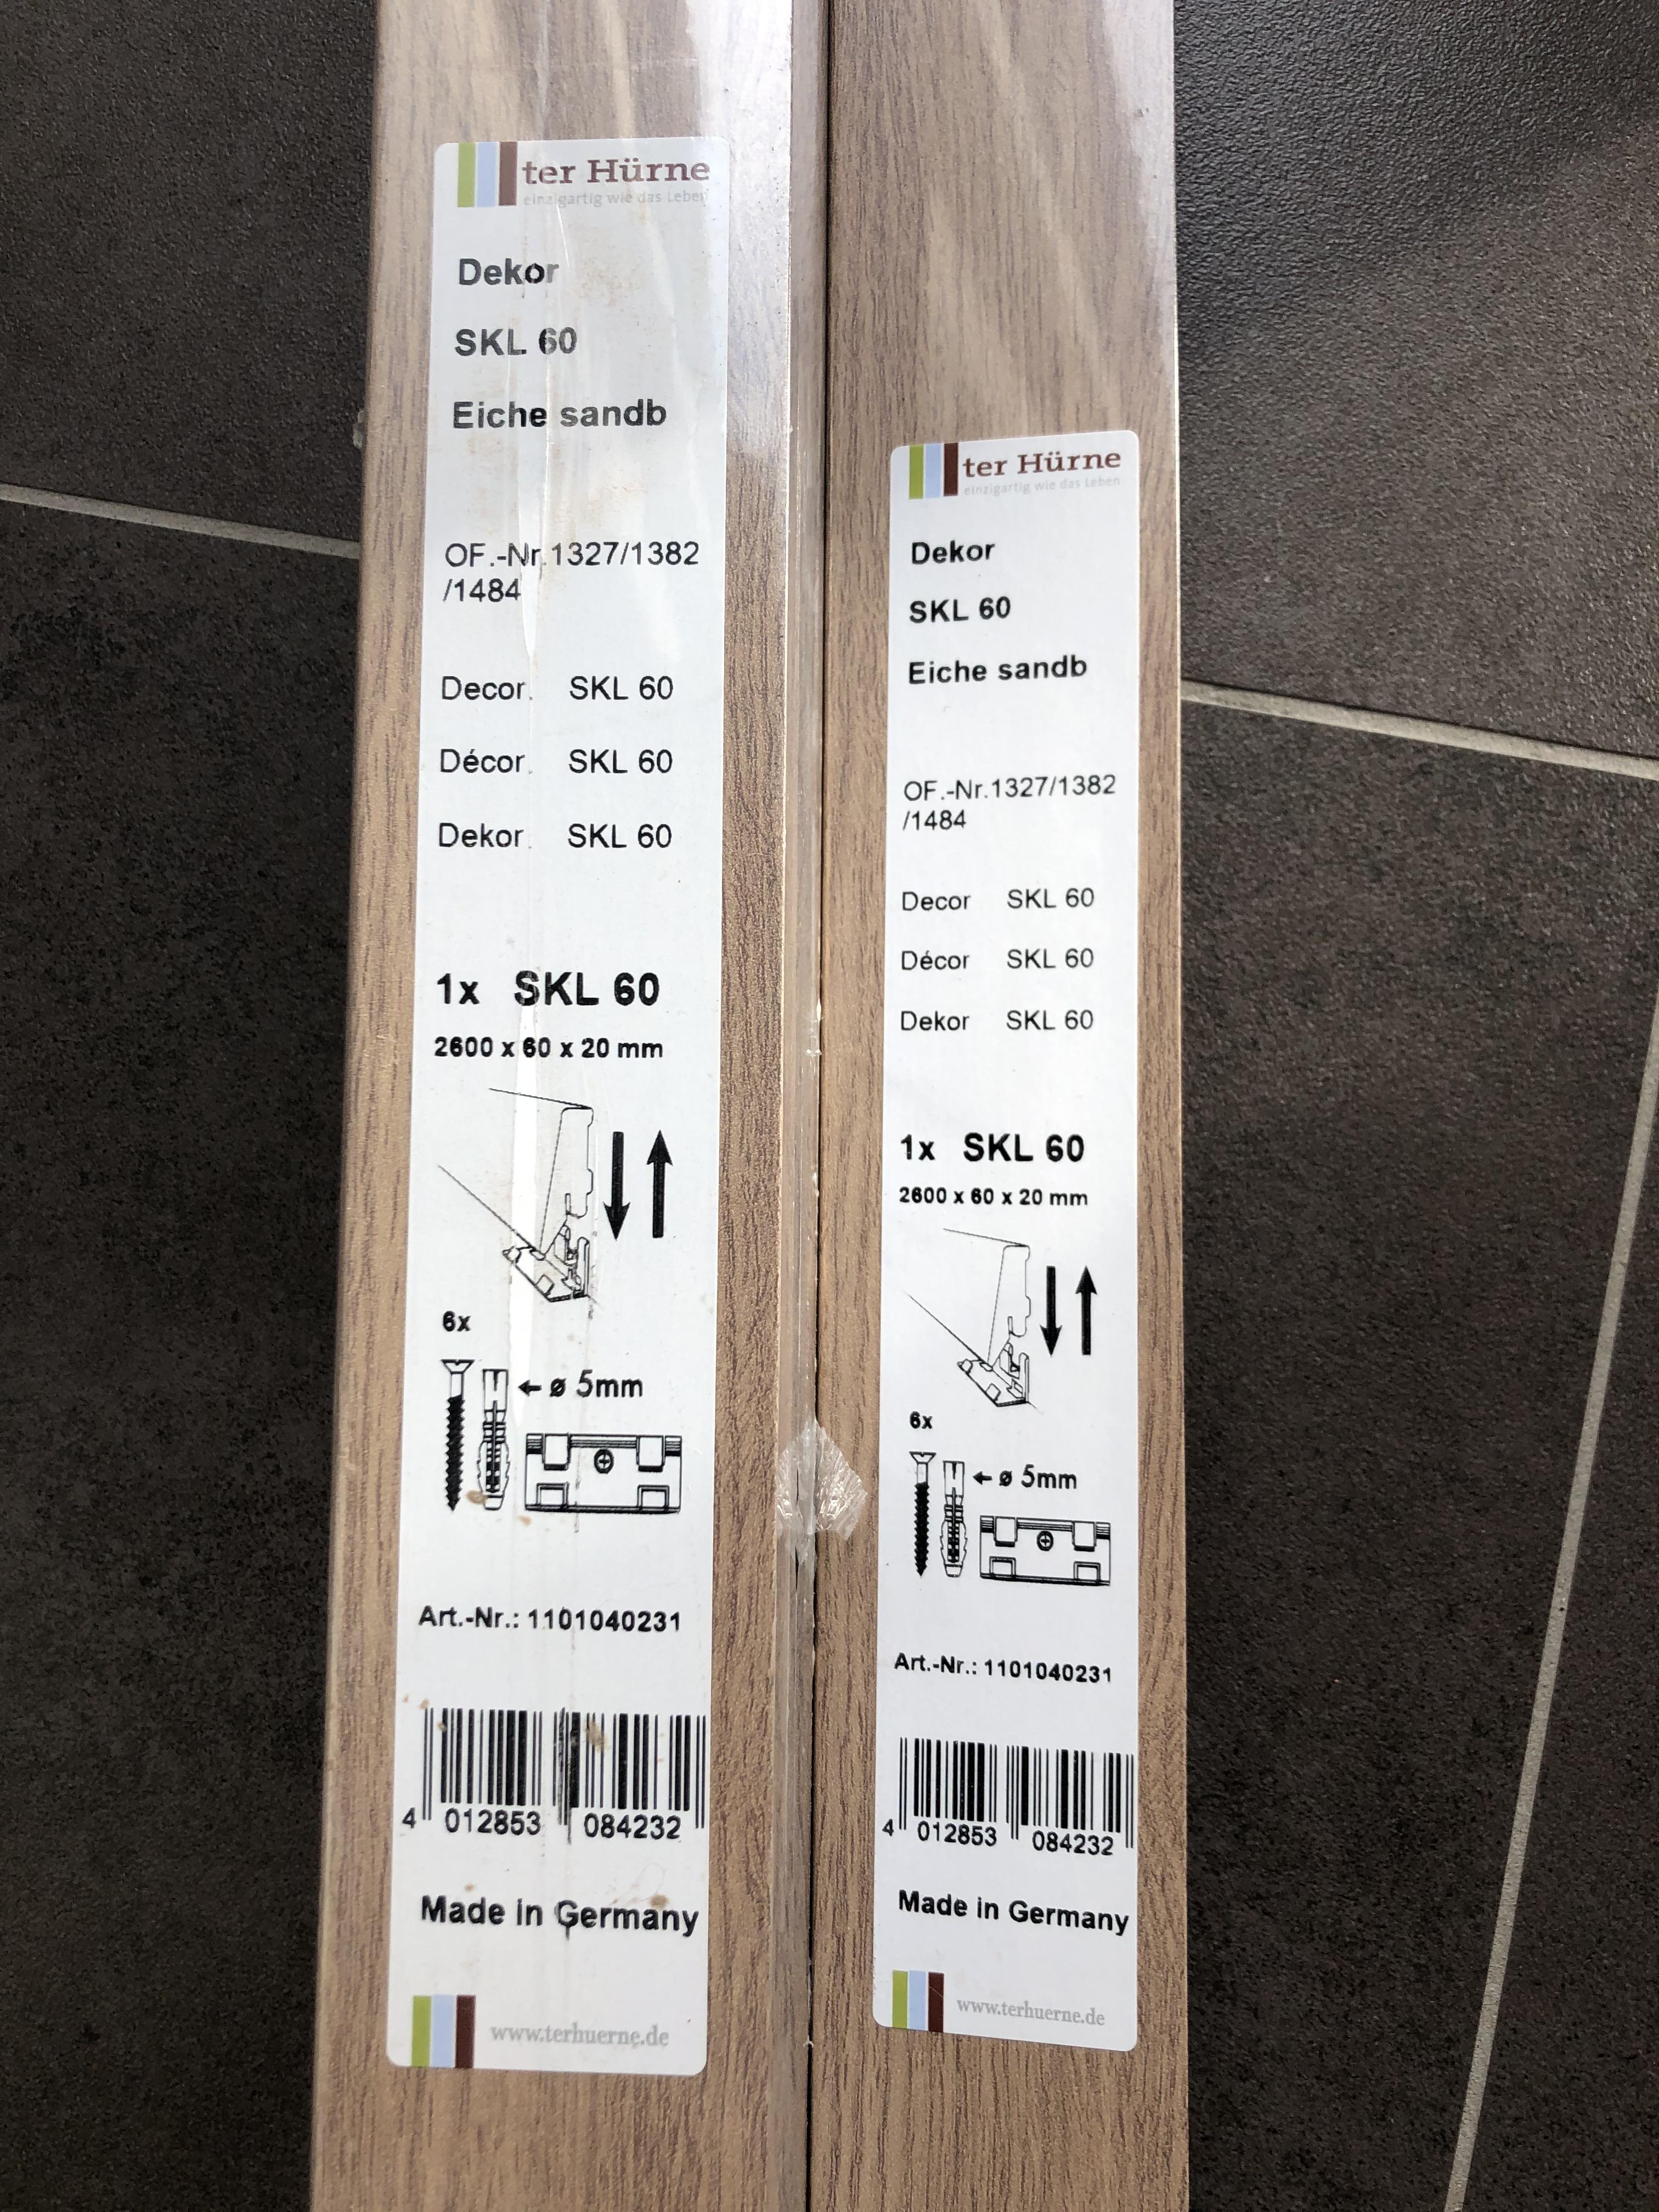 ter Hürne
einzigartig wie das Leben
Dekor
SKL 60
Eiche sandb
OF.-Nr.1327/1382
/1484
Decor SKL 60
Décor SKL 60
Dekor SKL 60
1x SKL 60
2600 x 60 x 20 mm
6x
← ø 5mm
Art.-Nr.: 1101040231
4 012853 084232
Made in Germany
www.terhuerne.de
ter Hürne
einzigartig wie das Leben
Dekor
SKL 60
Eiche sandb
OF.-Nr.1327/1382
/1484
Decor SKL 60
Décor SKL 60
Dekor SKL 60
1x SKL 60
2600 x 60 x 20 mm
6x
← ø 5mm
Art.-Nr.: 1101040231
4 012853 084232
Made in Germany
www.terhuerne.de